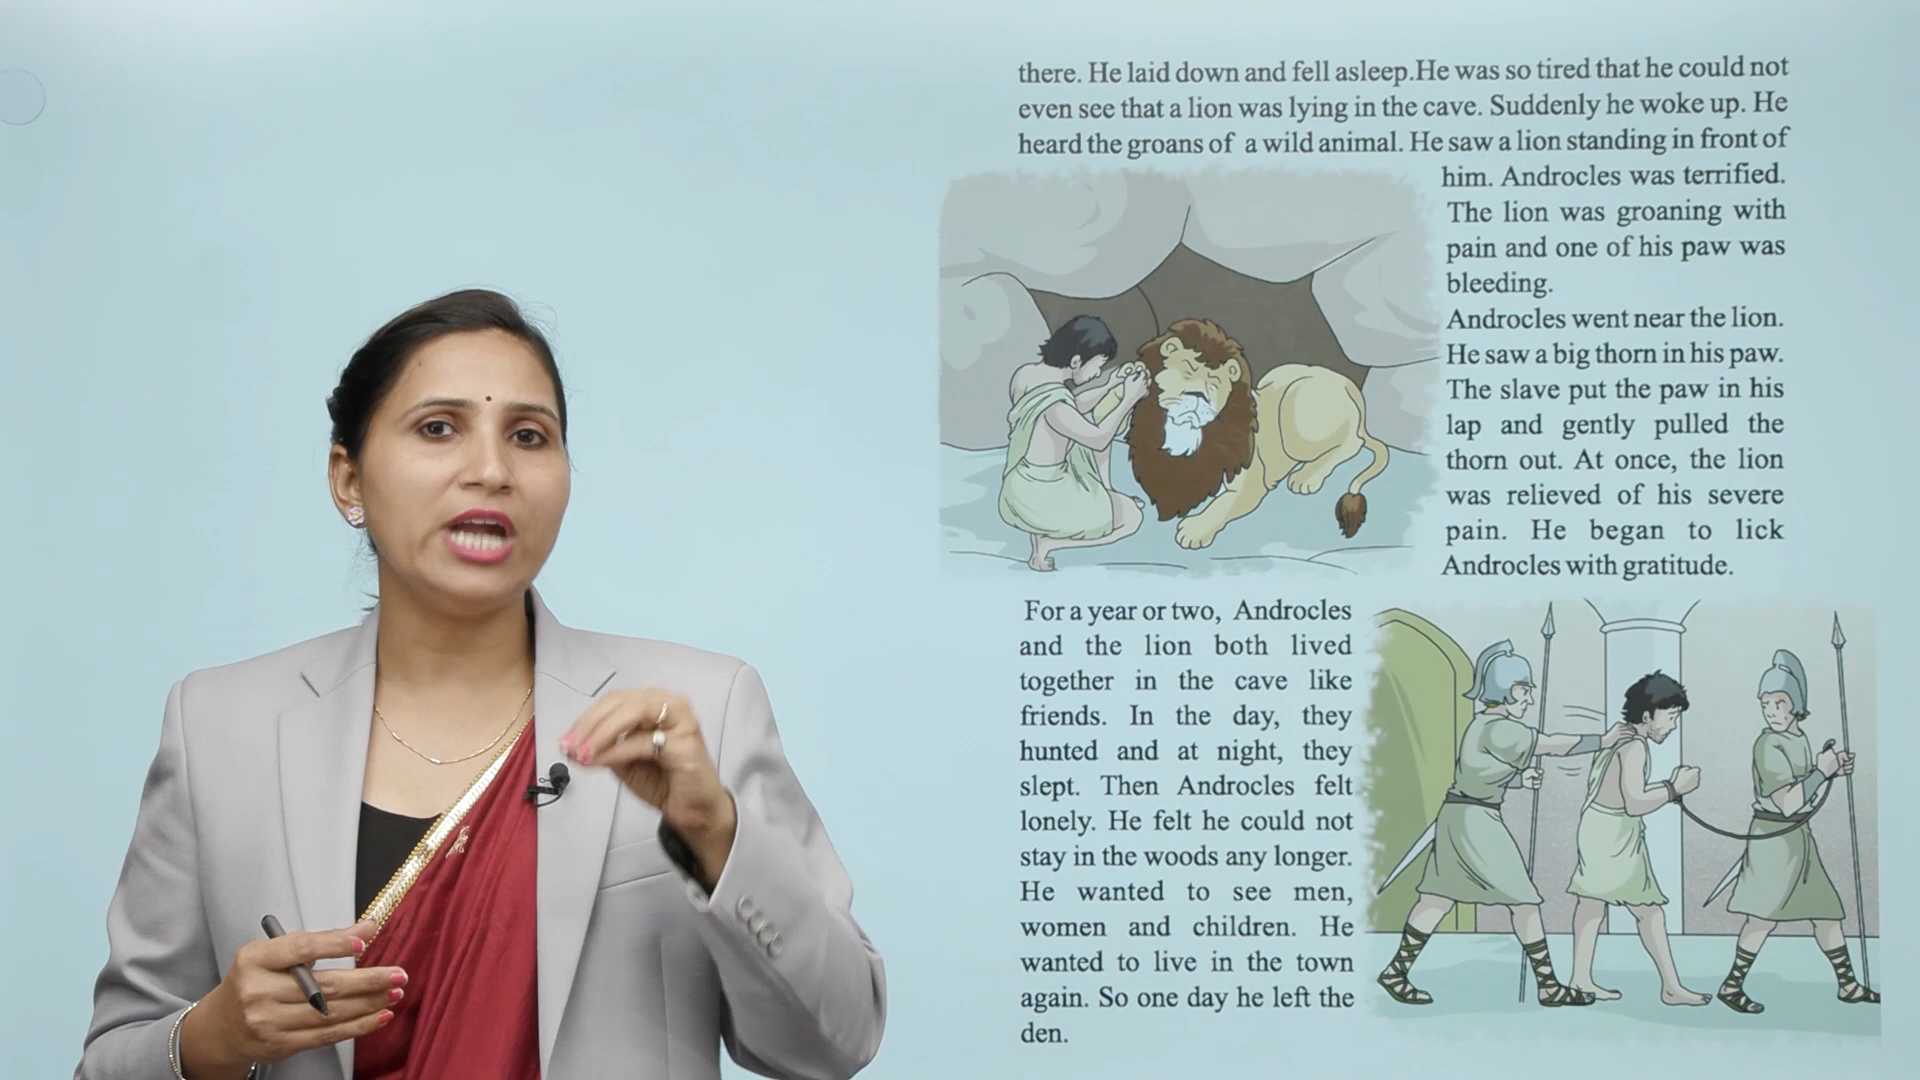 there. He laid down and fell asleep.He was so tired that he could not
even see that a lion was lying in the cave. Suddenly he woke up. He
heard the groans of a wild animal. He saw a lion standing in front of
him. Androcles was terrified.
The lion was groaning with
pain and one of his paw was
bleeding.
Androcles went near the lion.
He saw a big thorn in his paw.
The slave put the paw in his
lap and gently pulled the
thorn out. At once, the lion
was relieved of his severe
pain. He began to lick
Androcles with gratitude.
For a year or two, Androcles
and the lion both lived
together in the cave like
friends. In the day, they
hunted and at night, they
slept. Then Androcles felt
lonely. He felt he could not
stay in the woods any longer.
He wanted to see men,
women and children. He
wanted to live in the town
again. So one day he left the
den.